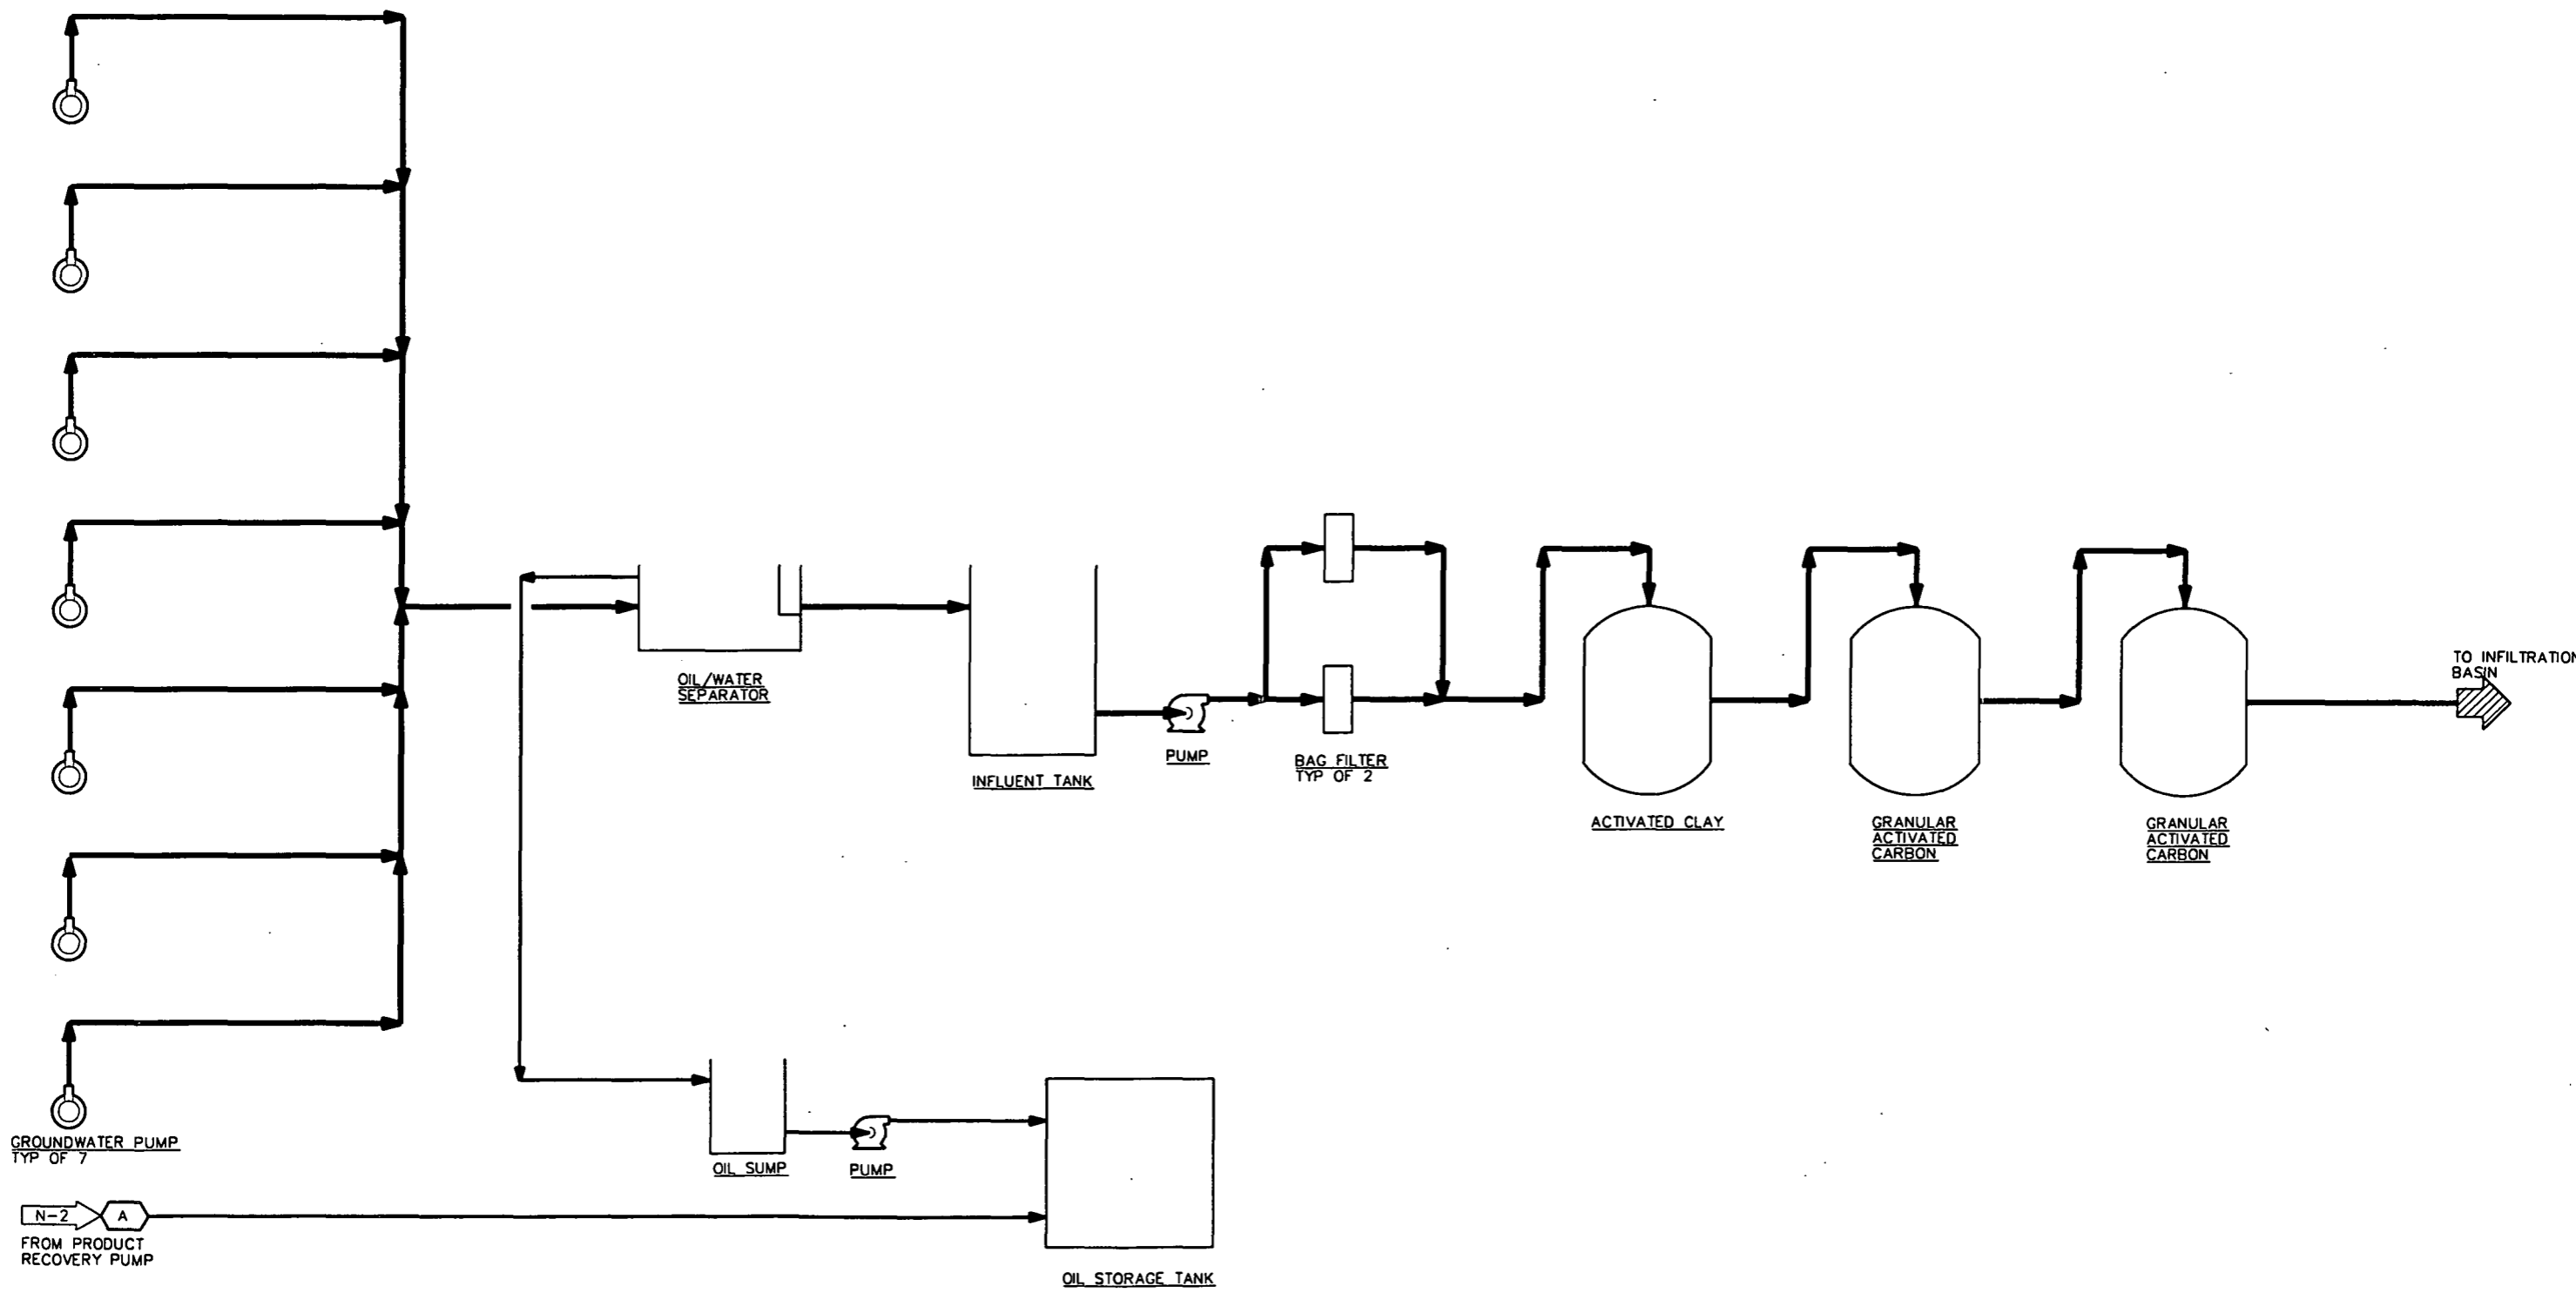 OIL/WATER
SEPARATOR
TO INFILTRATION
BASIN
PUMP
BAG FILTER
TYP OF 2
INFLUENT TANK
ACTIVATED CLAY
GRANULAR
ACTIVATED
CARBON
GRANULAR
ACTIVATED
CARBON
GROUNDWATER PUMP
TYP OF 7
OIL SUMP
PUMP
N-2
A
FROM PRODUCT
RECOVERY PUMP
OIL STORAGE TANK